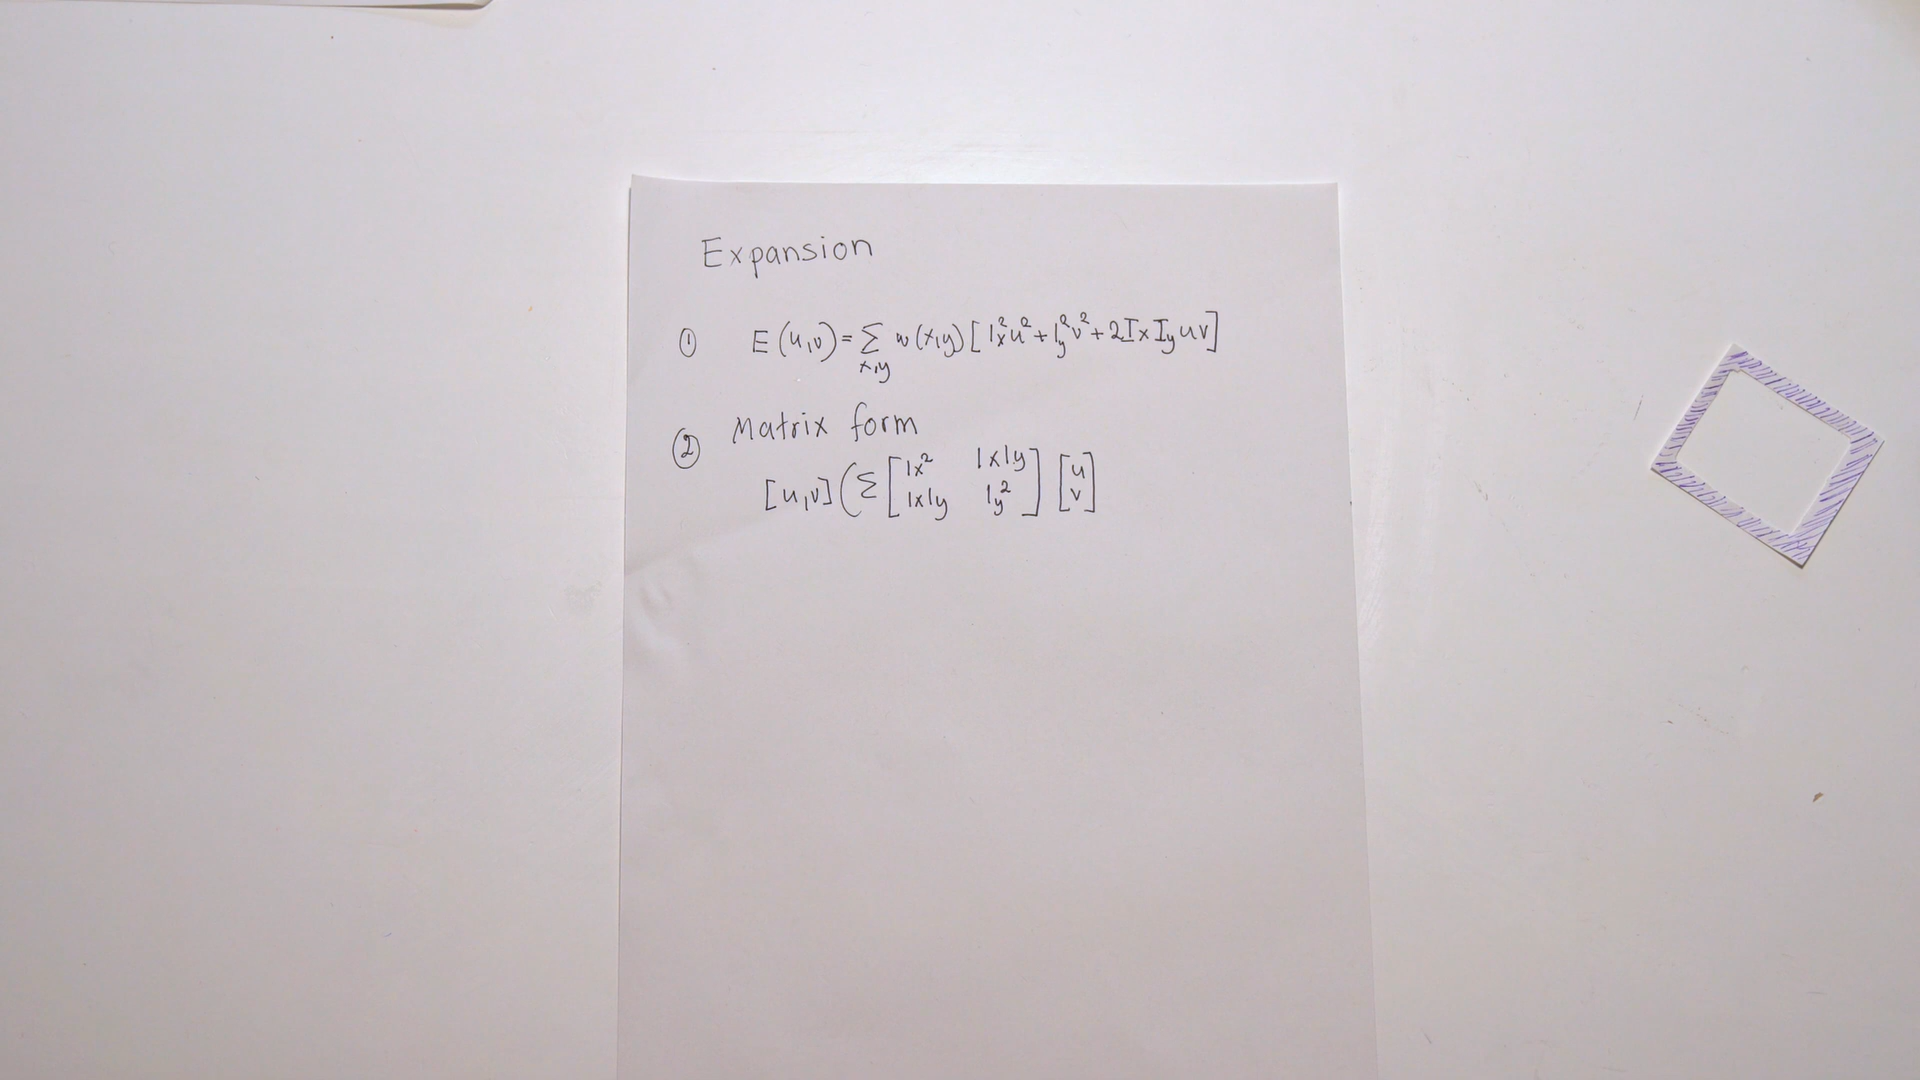 Expansion
① E(u,v) = Σ w(x,y) [Ix²u² + Iy²v² + 2IxIyuv]
x,y
② Matrix form
[u,v] (Σ [Ix² IxIy] [u]
[IxIy Iy²] [v]